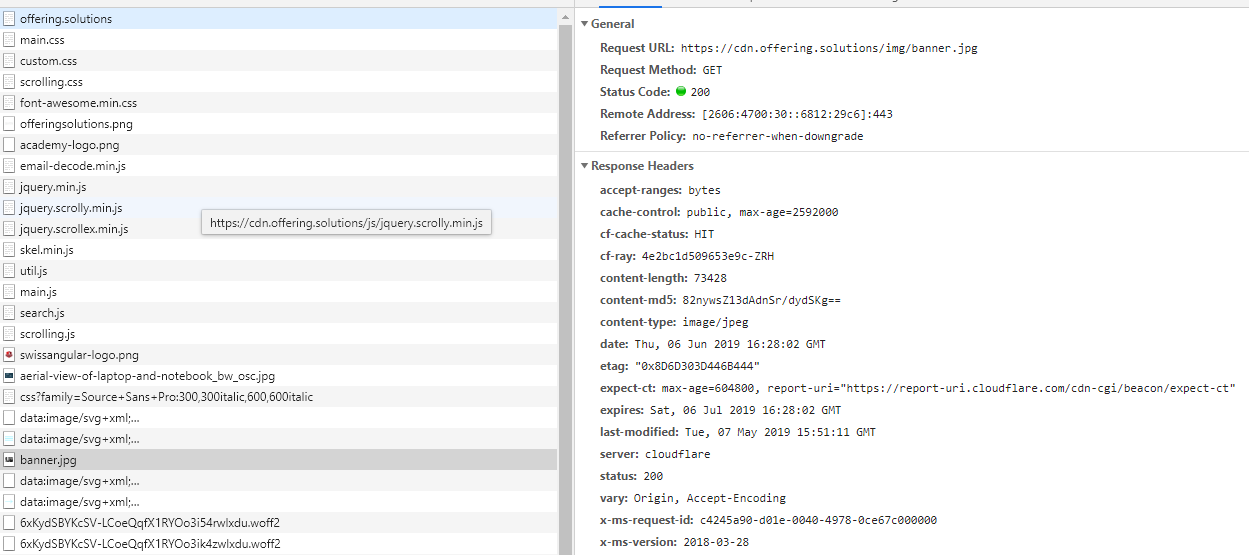 offering.solutions
main.css
custom.css
scrolling.css
font-awesome.min.css
offeringsolutions.png
academy-logo.png
email-decode.min.js
jquery.min.js
jquery.scrolly.min.js
https://cdn.offering.solutions/js/jquery.scrolly.min.js
jquery.scrollex.min.js
skel.min.js
util.js
main.js
search.js
scrolling.js
swissangular-logo.png
aerial-view-of-laptop-and-notebook_bw_osc.jpg
css?family=Source+Sans+Pro:300,300italic,600,600italic
data:image/svg+xml;...
data:image/svg+xml;...
banner.jpg
data:image/svg+xml;...
data:image/svg+xml;...
6xKydSBYKcSV-LCoeQqfX1RYOo3i54rwlxdu.woff2
6xKydSBYKcSV-LCoeQqfX1RYOo3ik4zwlxdu.woff2
General
Request URL: https://cdn.offering.solutions/img/banner.jpg
Request Method: GET
Status Code: 200
Remote Address: [2606:4700:30::6812:29c6]:443
Referrer Policy: no-referrer-when-downgrade
Response Headers
accept-ranges: bytes
cache-control: public, max-age=2592000
cf-cache-status: HIT
cf-ray: 4e2bc1d509653e9c-ZRH
content-length: 73428
content-md5: 82nywsZ13dAdnSr/dydSKg==
content-type: image/jpeg
date: Thu, 06 Jun 2019 16:28:02 GMT
etag: "0x8D6D303D446B444"
expect-ct: max-age=604800, report-uri="https://report-uri.cloudflare.com/cdn-cgi/beacon/expect-ct"
expires: Sat, 06 Jul 2019 16:28:02 GMT
last-modified: Tue, 07 May 2019 15:51:11 GMT
server: cloudflare
status: 200
vary: Origin, Accept-Encoding
x-ms-request-id: c4245a90-d01e-0040-4978-0ce67c000000
x-ms-version: 2018-03-28